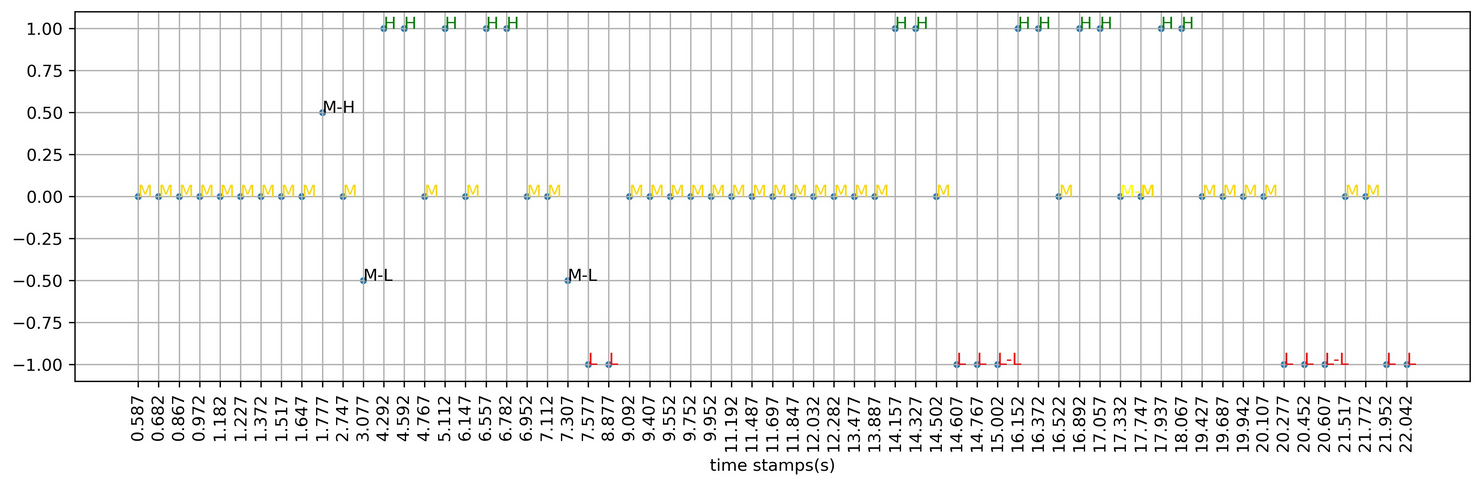 1.00 H H H H H H H H H H H H H
0.75
0.50 M-H
0.25
0.00 M M M M M M M M M M M M M M M M M M M M M M M M M M M M M M M-M M M M M M M
−0.25
−0.50 M-L M-L
−0.75
−1.00 L L L L L-L L L L-L L L
0.587 0.682 0.867 0.972 1.182 1.227 1.372 1.517 1.647 1.777 2.747 3.077 4.292 4.592 4.767 5.112 6.147 6.557 6.782 6.952 7.112 7.307 7.577 8.877 9.092 9.407 9.552 9.752 9.952 11.192 11.487 11.697 11.847 12.032 12.282 13.477 13.887 14.157 14.327 14.502 14.607 14.767 15.002 16.152 16.372 16.522 16.892 17.057 17.332 17.747 17.937 18.067 19.427 19.687 19.942 20.107 20.277 20.452 20.607 21.517 21.772 21.952 22.042
time stamps(s)